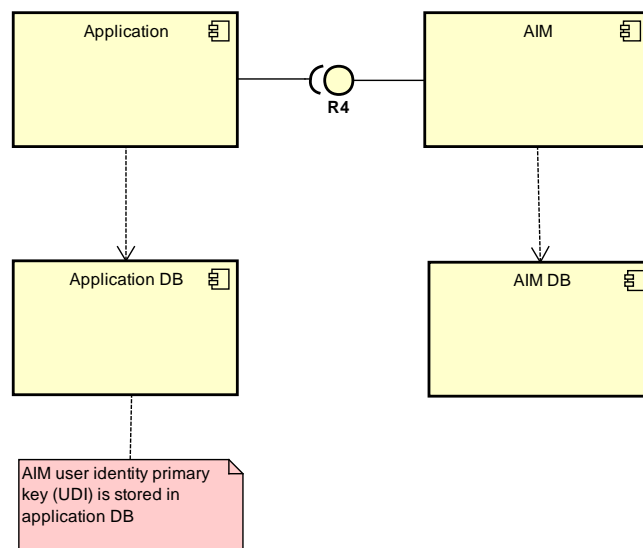 Application
AIM
R4
Application DB
AIM DB
AIM user identity primary
key (UDI) is stored in
application DB